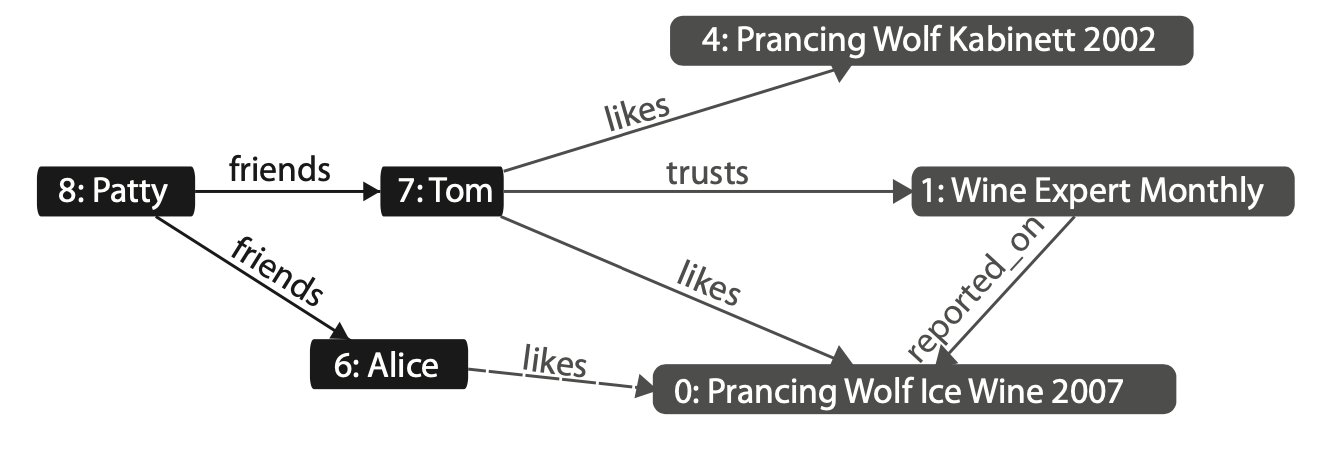 4: Prancing Wolf Kabinett 2002
likes
friends
trusts
8: Patty
7: Tom
1: Wine Expert Monthly
friends
likes
reported_on
6: Alice
likes
0: Prancing Wolf Ice Wine 2007